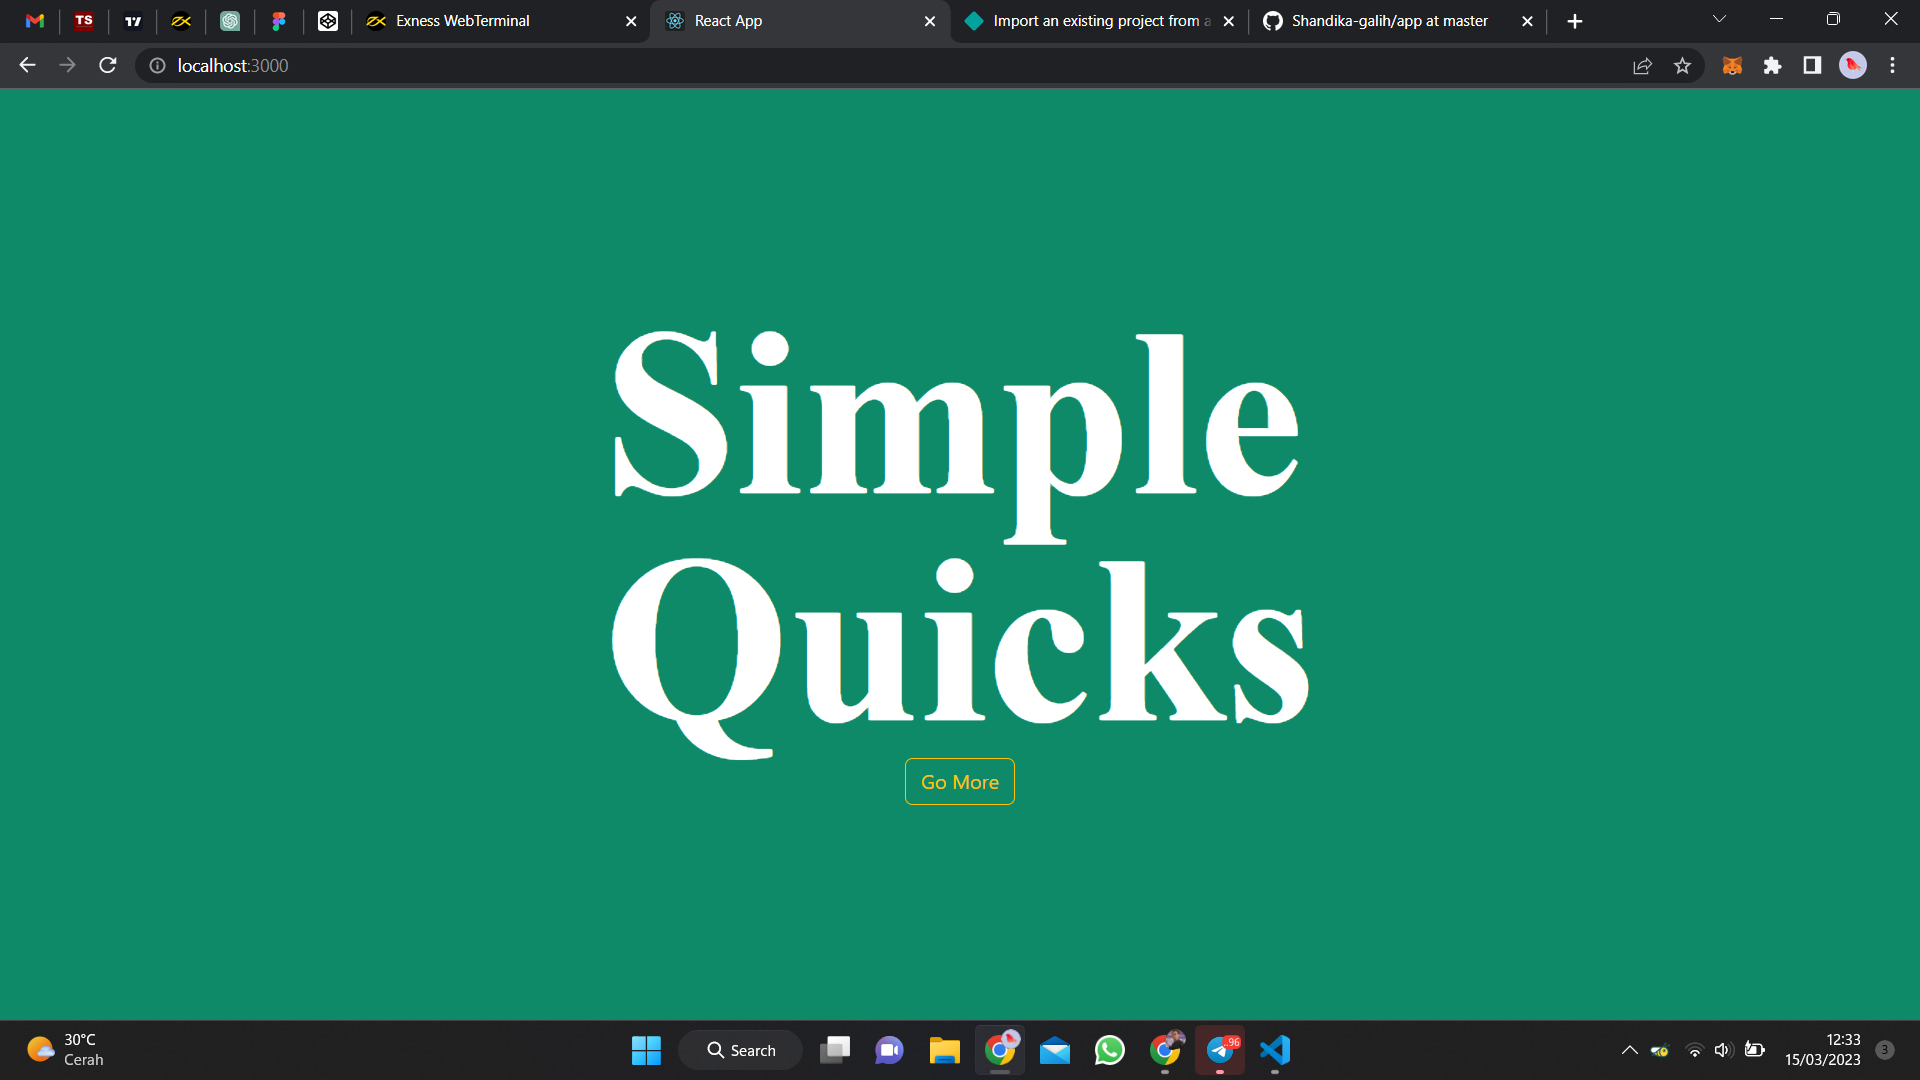 TS
Exness WebTerminal
React App
Import an existing project from a
Shandika-galih/app at master
localhost:3000
Simple
Quicks
Go More
30°C
Cerah
Search
96
12:33
15/03/2023
3